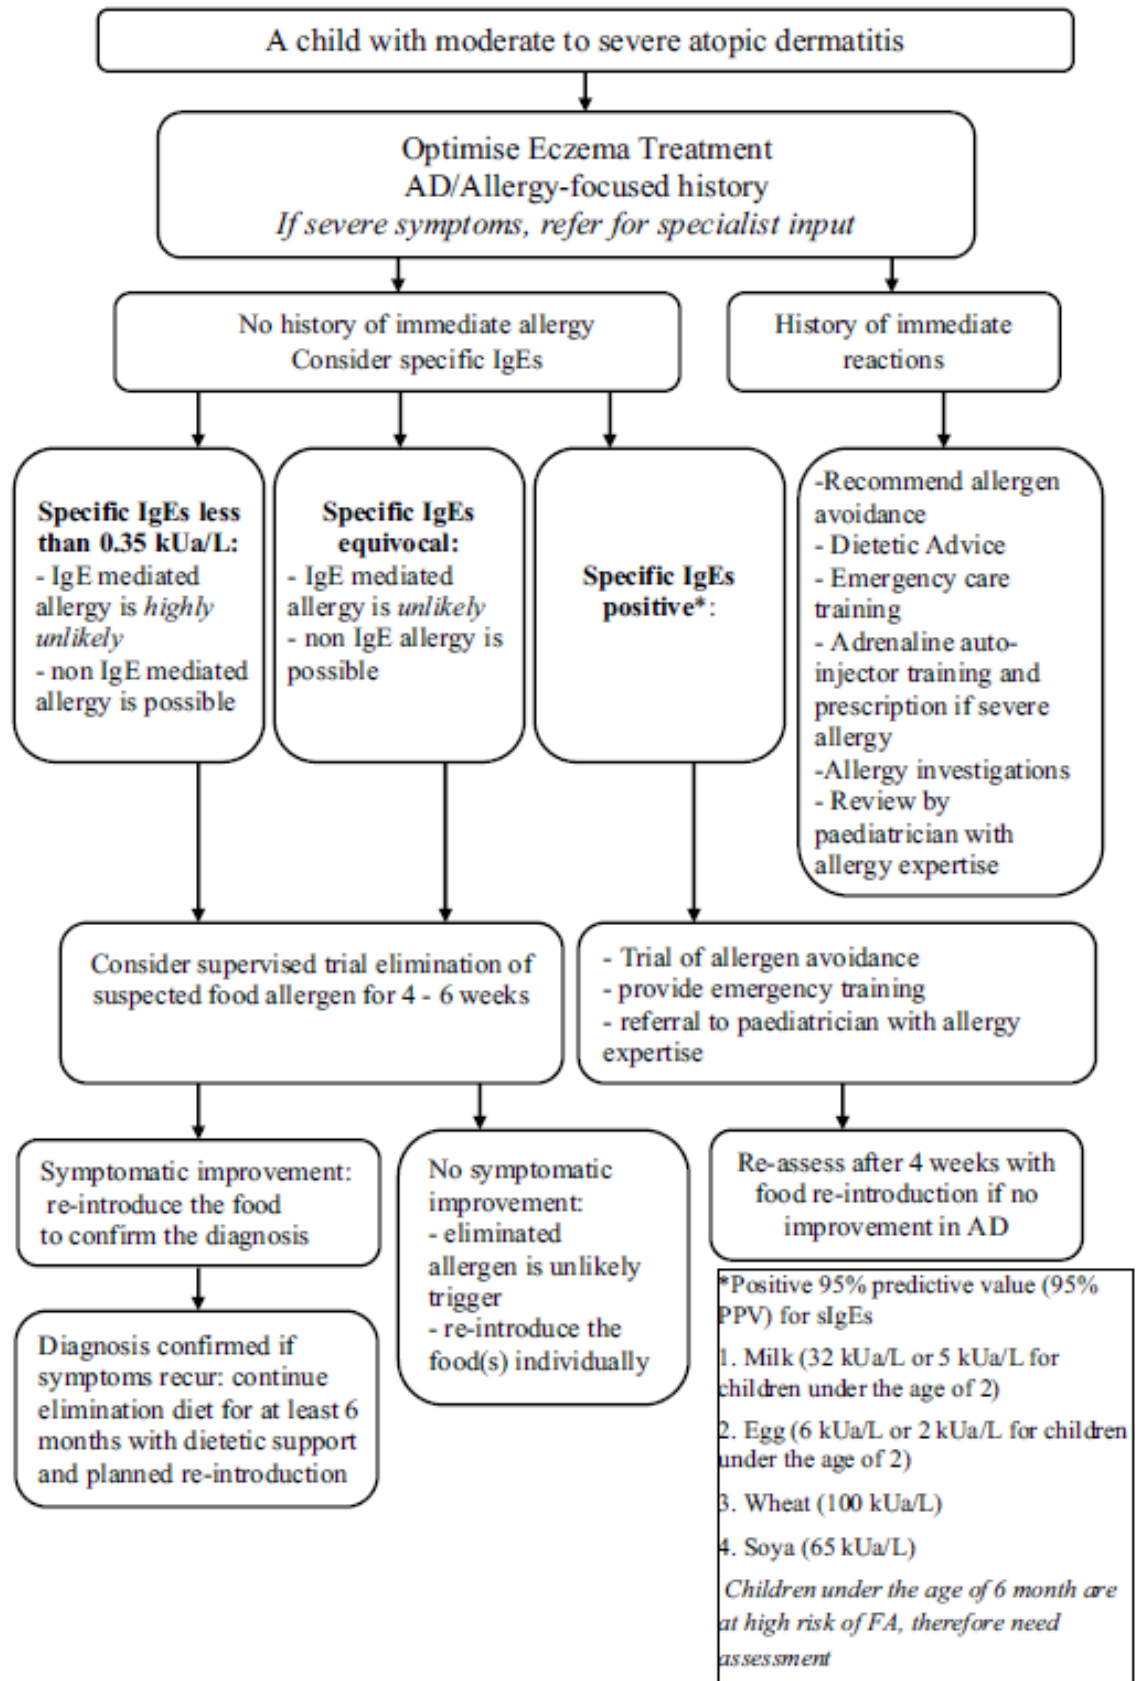 A child with moderate to severe atopic dermatitis
Optimise Eczema Treatment
AD/Allergy-focused history
If severe symptoms, refer for specialist input
No history of immediate allergy
Consider specific IgEs
History of immediate
reactions
Specific IgEs less
than 0.35 kUa/L:
- IgE mediated
allergy is highly
unlikely
- non IgE mediated
allergy is possible
Specific IgEs
equivocal:
- IgE mediated
allergy is unlikely
- non IgE allergy is
possible
Specific IgEs
positive*:
-Recommend allergen
avoidance
- Dietetic Advice
- Emergency care
training
- Adrenaline auto-
injector training and
prescription if severe
allergy
-Allergy investigations
- Review by
paediatrician with
allergy expertise
Consider supervised trial elimination of
suspected food allergen for 4 - 6 weeks
- Trial of allergen avoidance
- provide emergency training
- referral to paediatrician with allergy
expertise
Symptomatic improvement:
re-introduce the food
to confirm the diagnosis
No symptomatic
improvement:
- eliminated
allergen is unlikely
trigger
- re-introduce the
food(s) individually
Re-assess after 4 weeks with
food re-introduction if no
improvement in AD
Diagnosis confirmed if
symptoms recur: continue
elimination diet for at least 6
months with dietetic support
and planned re-introduction
*Positive 95% predictive value (95%
PPV) for sIgEs
1. Milk (32 kUa/L or 5 kUa/L for
children under the age of 2)
2. Egg (6 kUa/L or 2 kUa/L for children
under the age of 2)
3. Wheat (100 kUa/L)
4. Soya (65 kUa/L)
Children under the age of 6 month are
at high risk of FA, therefore need
assessment